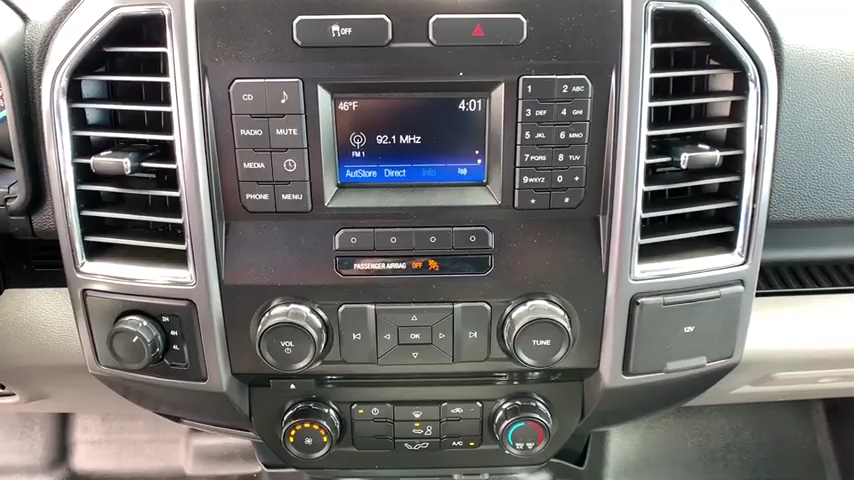 OFF
CD
RADIO MUTE
MEDIA
PHONE MENU
46°F 4:01
92.1 MHz
FM 1
AutoStore Direct Info
1 2 ABC
3 DEF 4 GHI
5 JKL 6 MNO
7 PQRS 8 TUV
9 WXYZ 0 +
* #
PASSENGER AIRBAG OFF
2H
4H
4L
VOL
OK
TUNE
12V
A/C